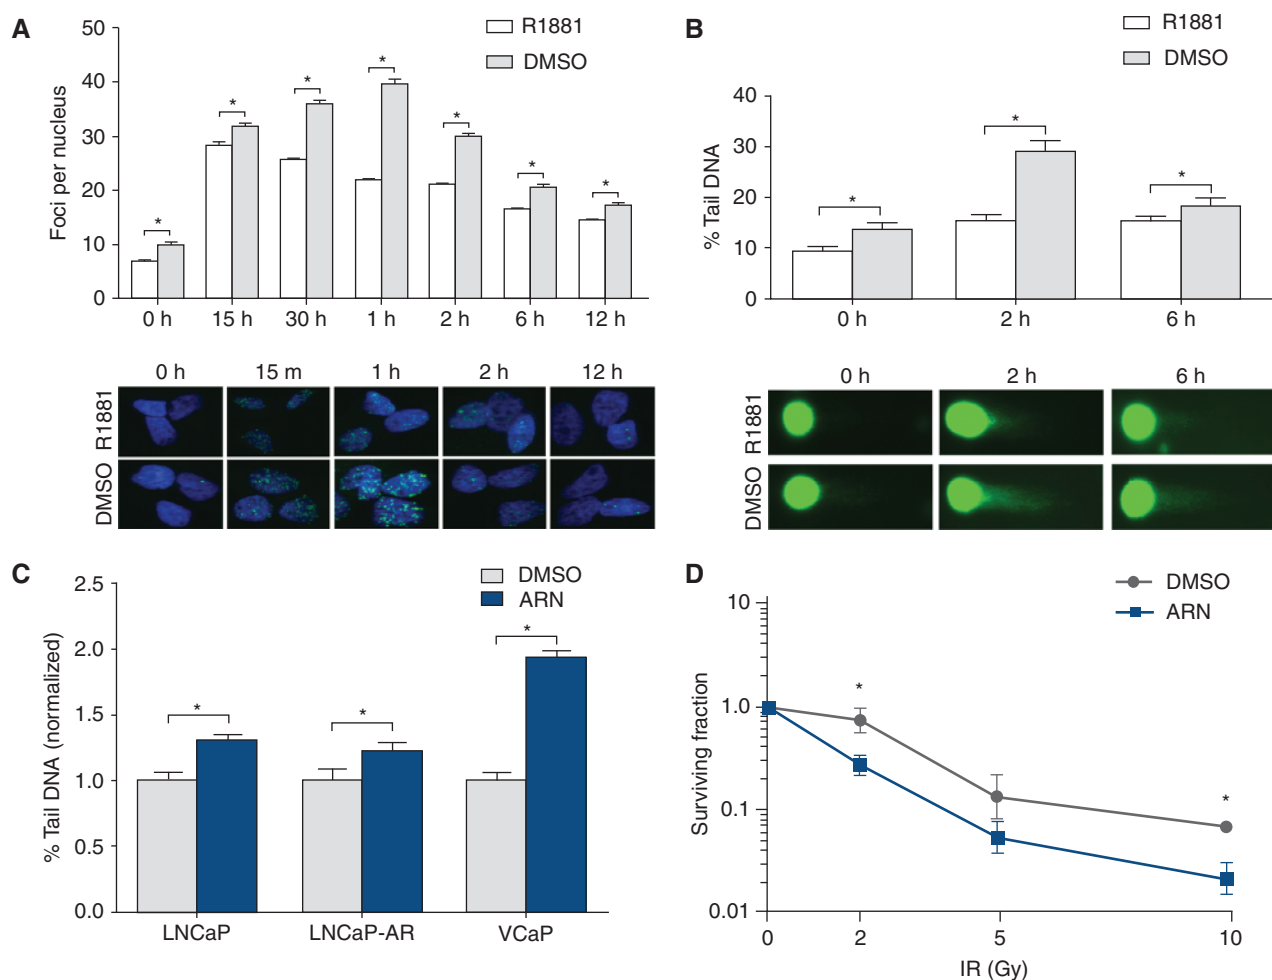 A
R1881
DMSO
Foci per nucleus
50
40
30
20
10
0
*
*
*
*
*
*
*
0 h
15 h
30 h
1 h
2 h
6 h
12 h
0 h
15 m
1 h
2 h
12 h
R1881
DMSO
B
R1881
DMSO
% Tail DNA
40
30
20
10
0
*
*
*
0 h
2 h
6 h
0 h
2 h
6 h
R1881
DMSO
C
DMSO
ARN
% Tail DNA (normalized)
2.5
2.0
1.5
1.0
0.5
0.0
*
*
*
LNCaP
LNCaP-AR
VCaP
D
DMSO
ARN
Surviving fraction
10
1.0
0.1
0.01
*
*
0
2
5
10
IR (Gy)